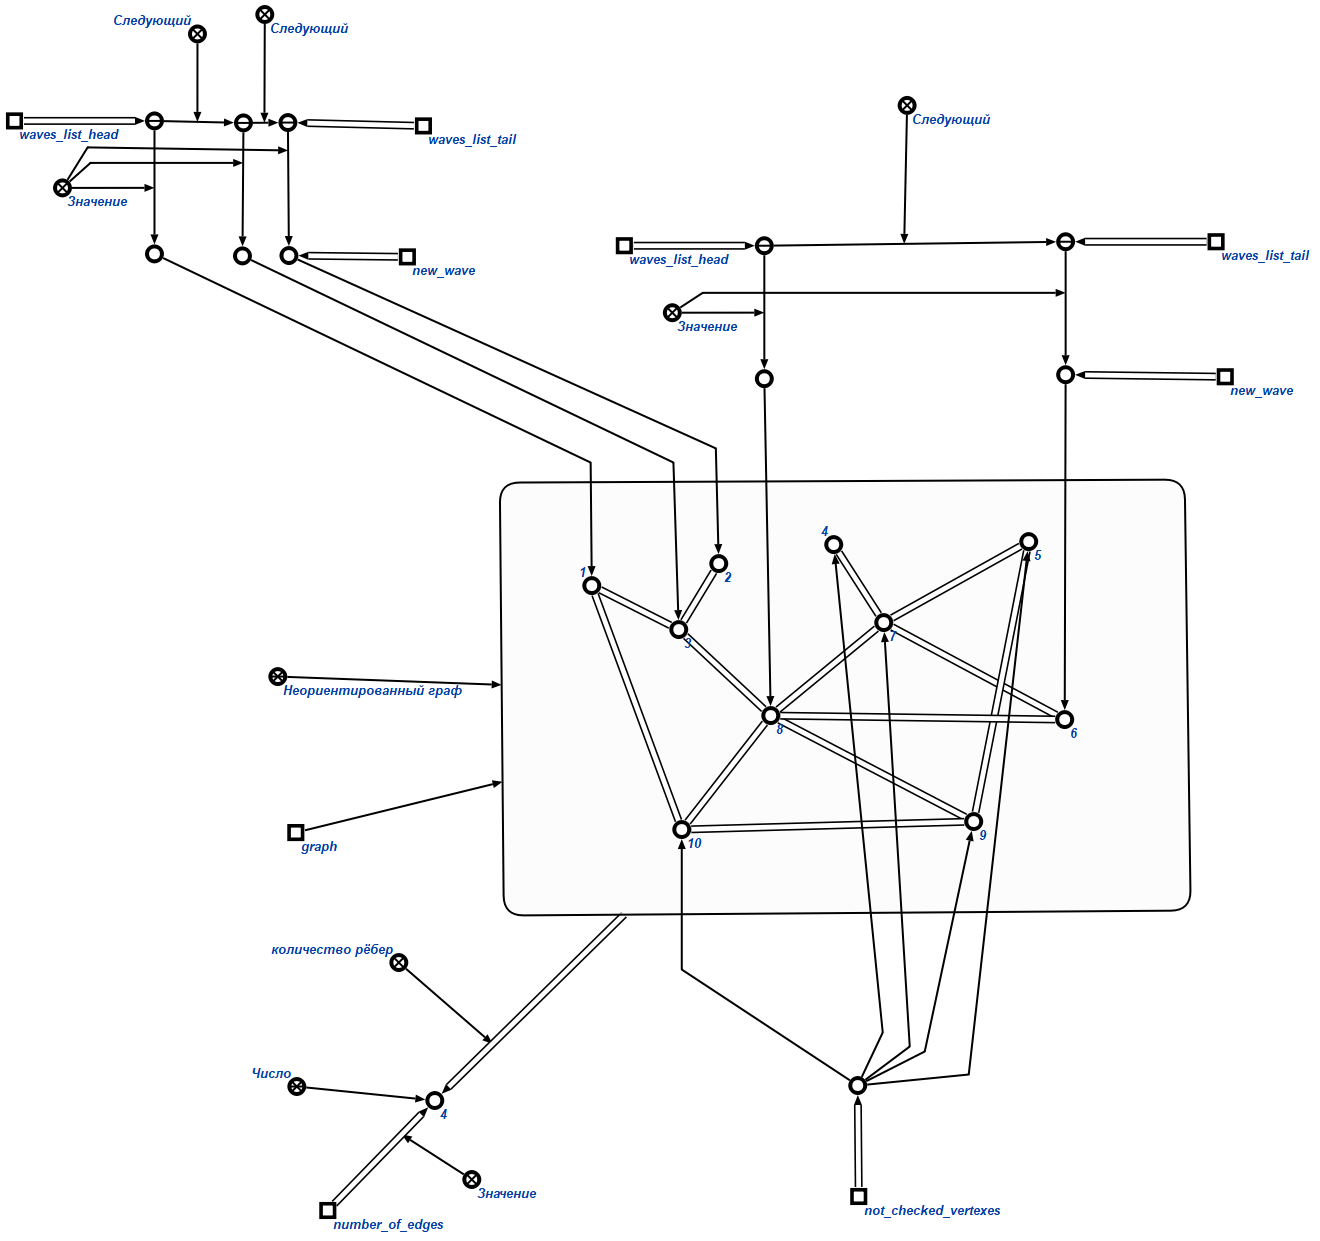 Следующий
Следующий
waves_list_head
waves_list_tail
Значение
new_wave
Следующий
waves_list_head
waves_list_tail
Значение
new_wave
4
5
1
2
3
7
8
6
10
9
Неориентированный граф
graph
количество рёбер
Число
4
Значение
number_of_edges
not_checked_vertexes